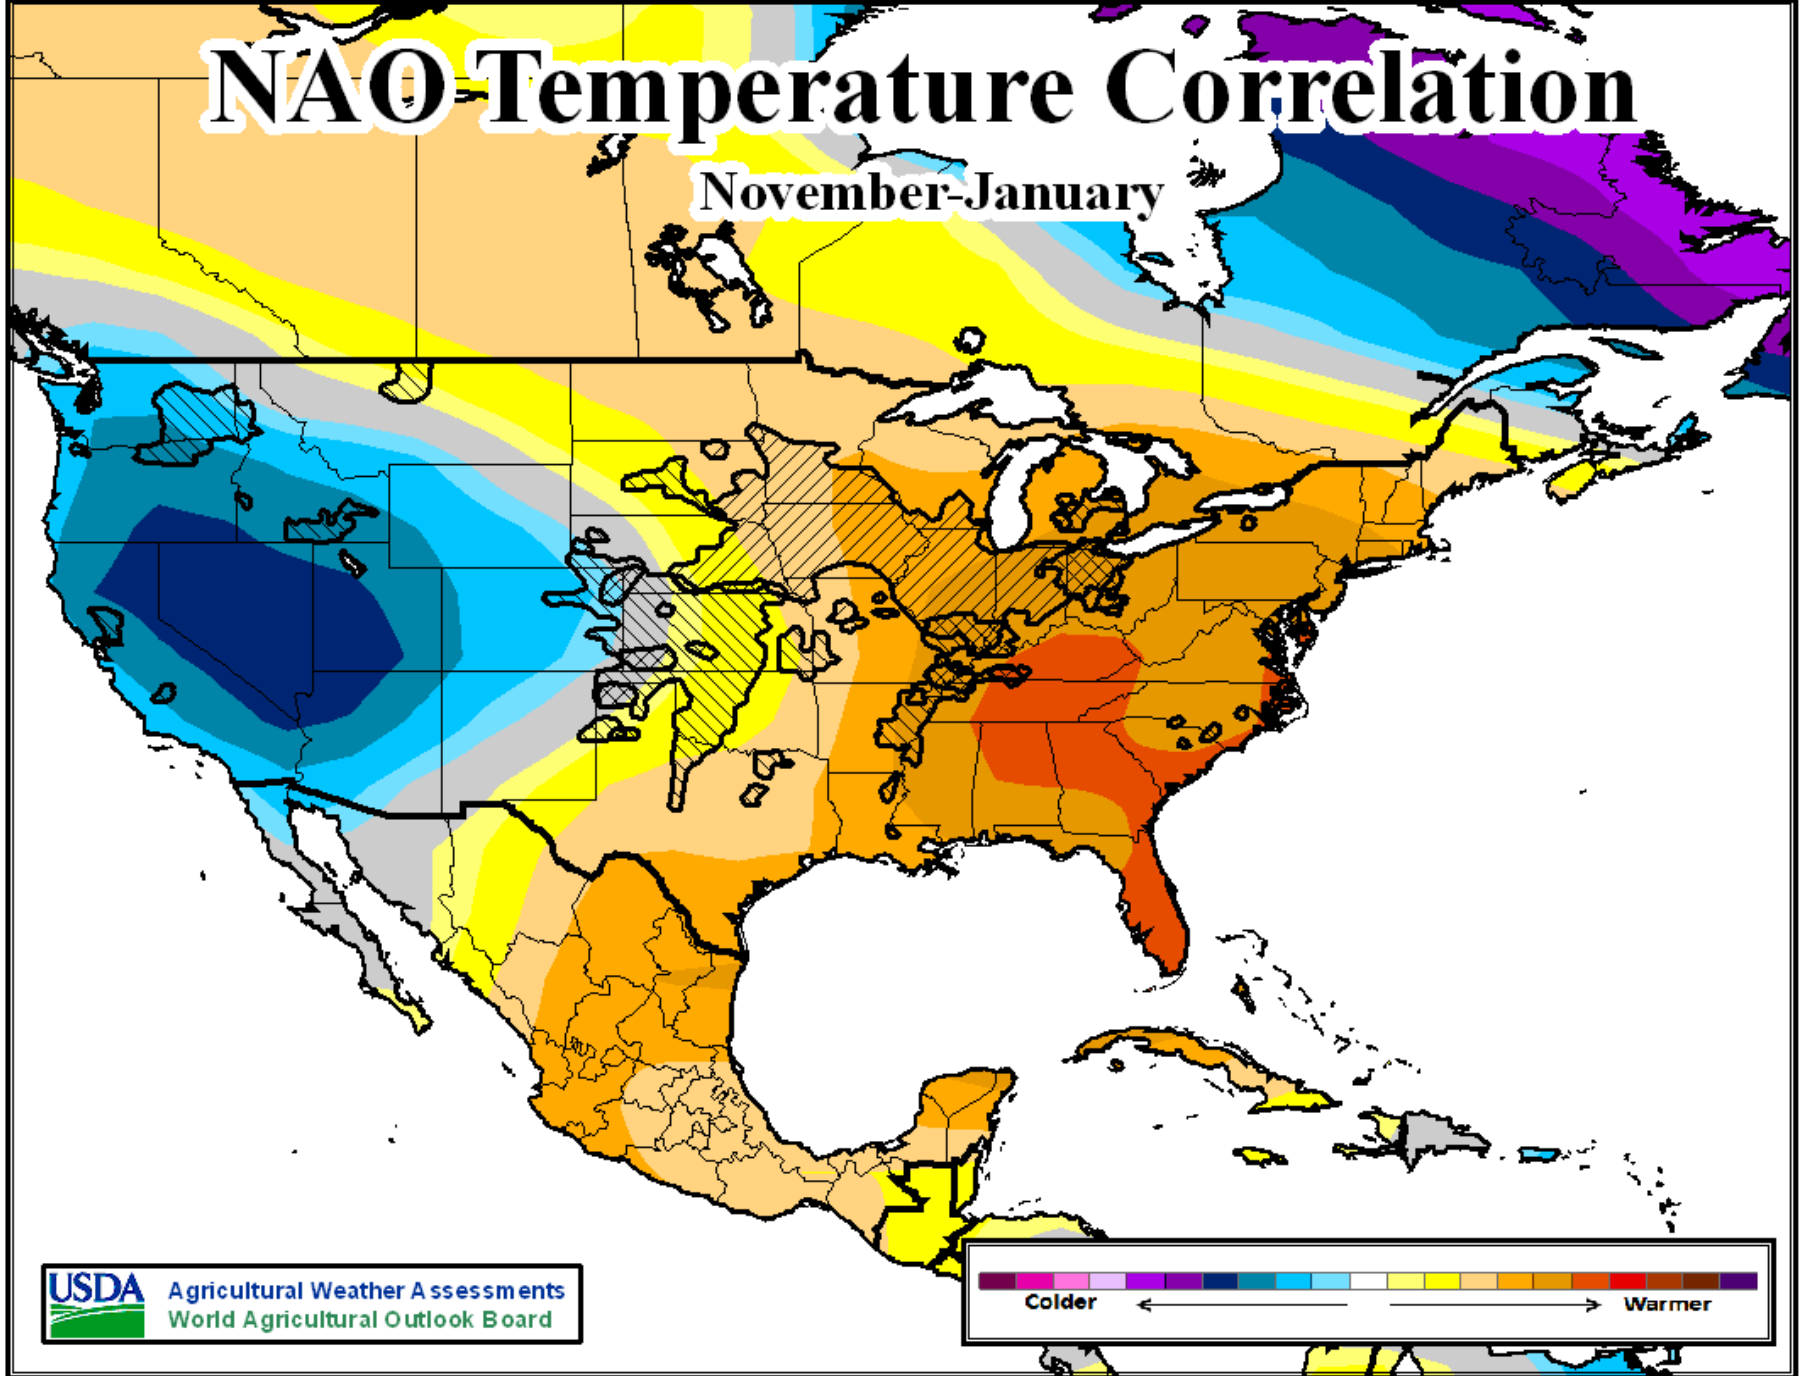 NAO Temperature Correlation
November-January
USDA
Agricultural Weather Assessments
World Agricultural Outlook Board
Colder
Warmer